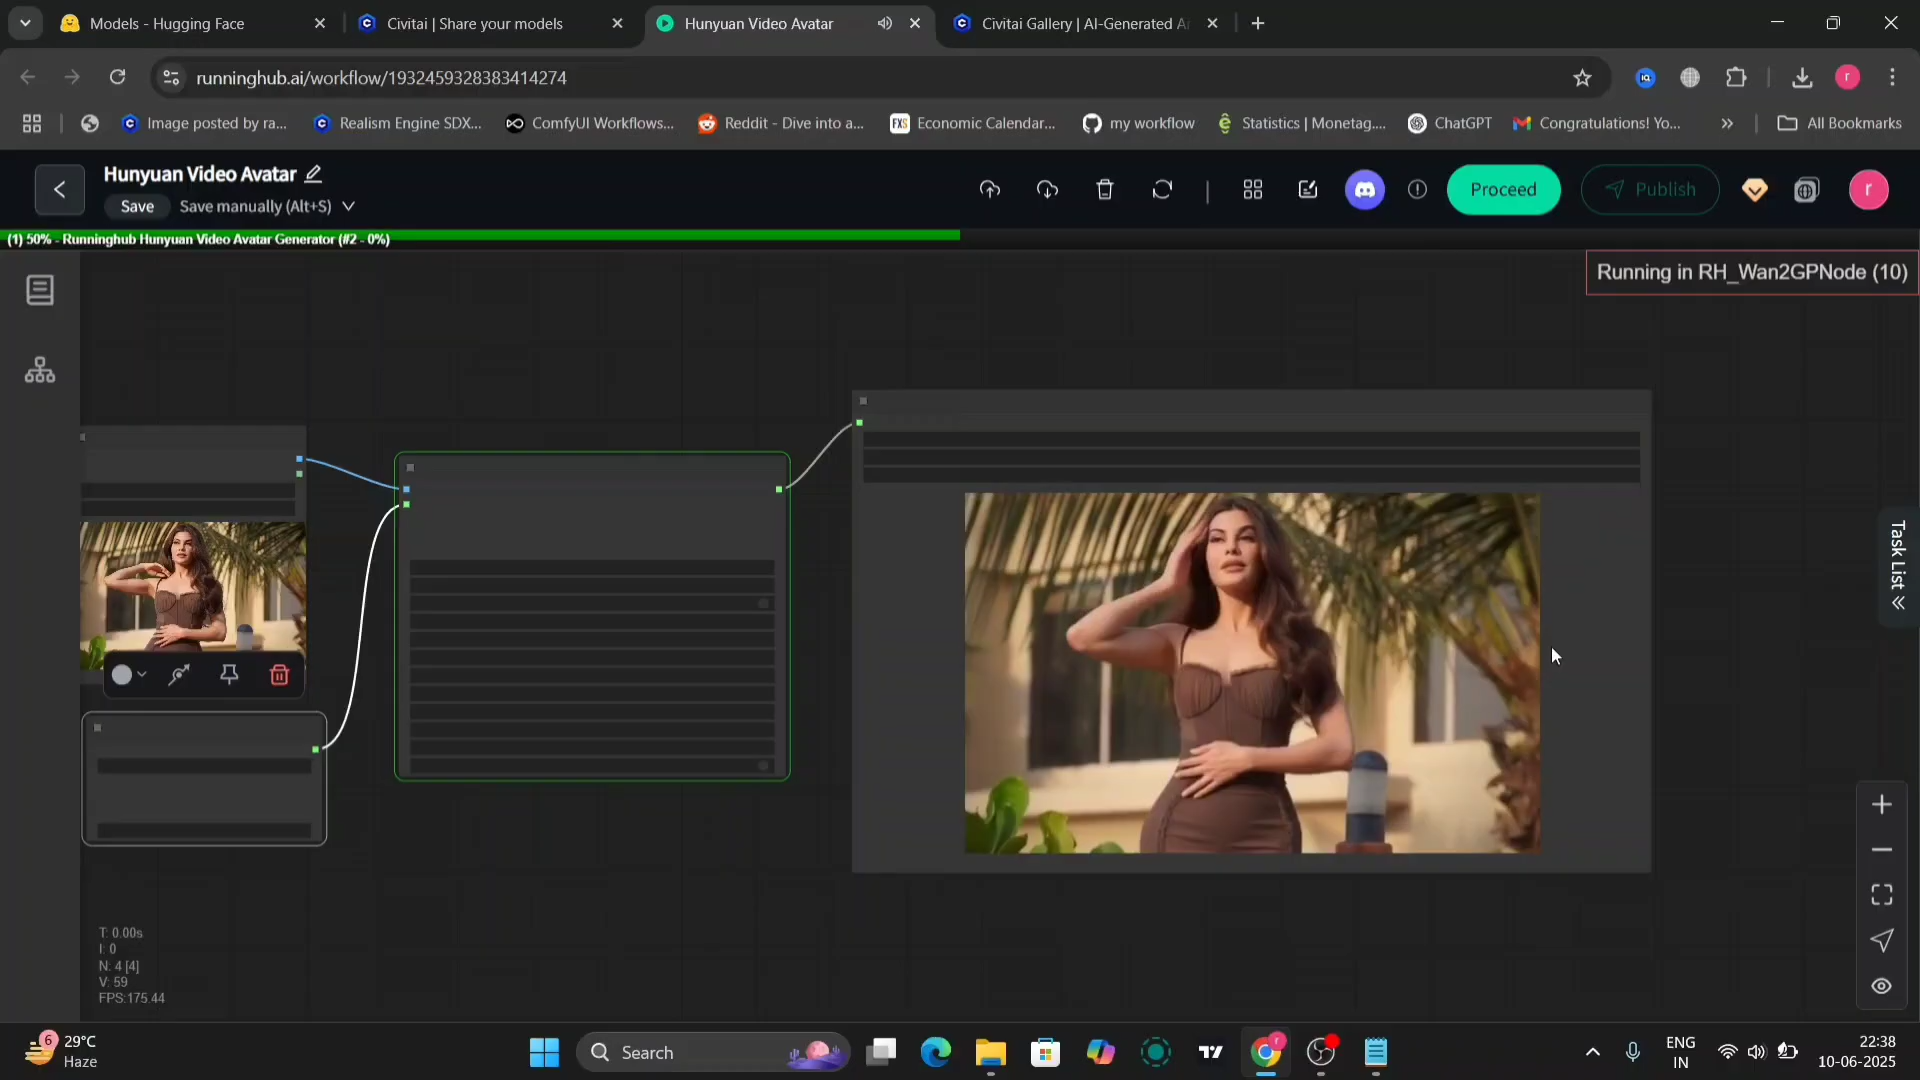 Models - Hugging Face
Civitai | Share your models
Hunyuan Video Avatar
Civitai Gallery | AI-Generated A
runninghub.ai/workflow/1932459328383414274
r
Image posted by ra...
Realism Engine SDX...
ComfyUI Workflows...
Reddit - Dive into a...
FXS
Economic Calendar...
my workflow
Statistics | Monetag....
ChatGPT
Congratulations! Yo...
»
All Bookmarks
Hunyuan Video Avatar
Save
Save manually (Alt+S)
Proceed
Publish
r
(1) 50% - Runninghub Hunyuan Video Avatar Generator (#2 - 0%)
Running in RH_Wan2GPNode (10)
Task List
T: 0.00s
I: 0
N: 4 [4]
V: 59
FPS:175.44
6
29°C
Haze
Search
ENG
IN
22:38
10-06-2025